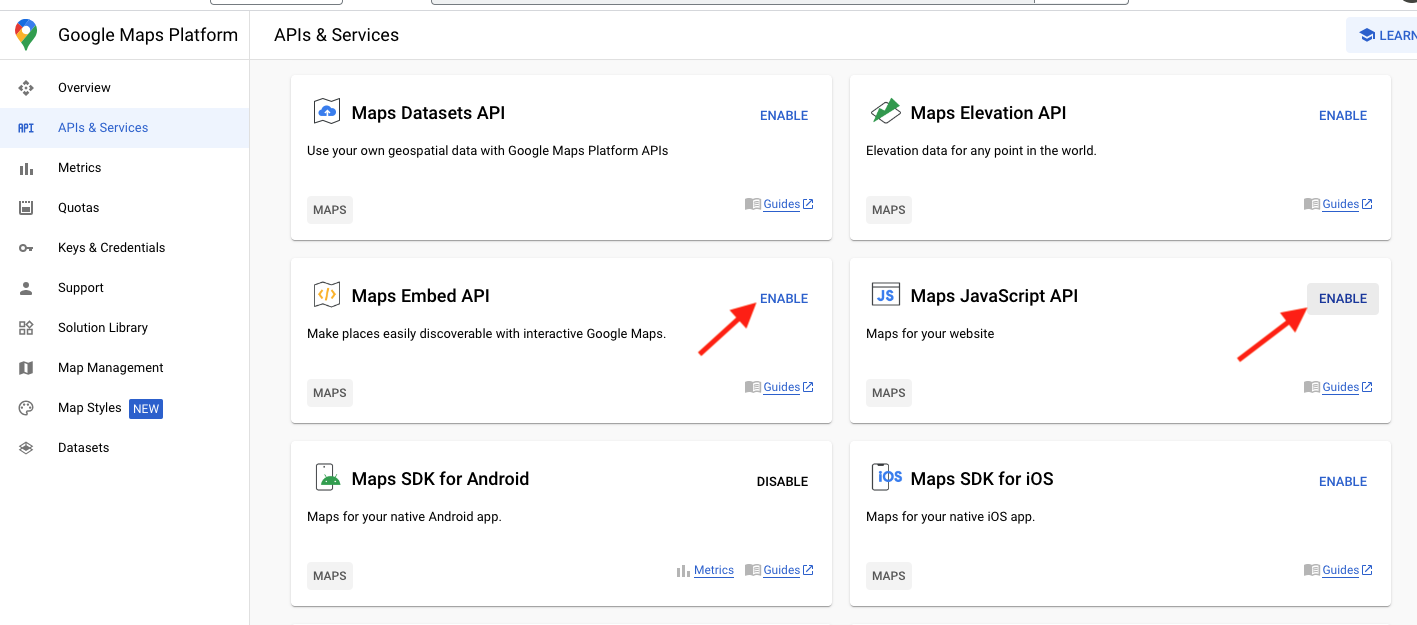 Google Maps Platform
APIs & Services
LEARN
Overview
API APIs & Services
Metrics
Quotas
Keys & Credentials
Support
Solution Library
Map Management
Map Styles NEW
Datasets
Maps Datasets API
ENABLE
Use your own geospatial data with Google Maps Platform APIs
MAPS
Guides
Maps Elevation API
ENABLE
Elevation data for any point in the world.
MAPS
Guides
Maps Embed API
ENABLE
Make places easily discoverable with interactive Google Maps.
MAPS
Guides
JS Maps JavaScript API
ENABLE
Maps for your website
MAPS
Guides
Maps SDK for Android
DISABLE
Maps for your native Android app.
MAPS
Metrics
Guides
iOS Maps SDK for iOS
ENABLE
Maps for your native iOS app.
MAPS
Guides